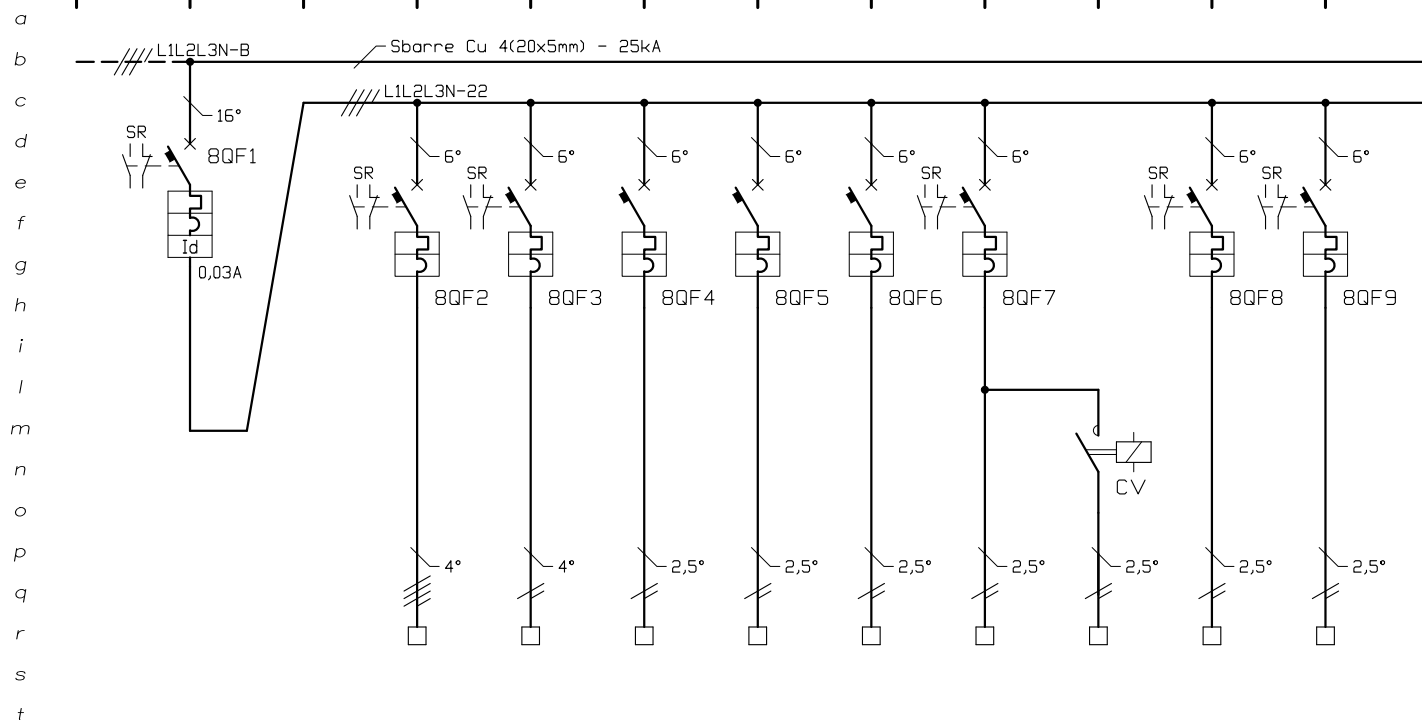 a
b
c
d
e
f
g
h
i
l
m
n
o
p
q
r
s
t
L1L2L3N-B
Sbarre Cu 4(20x5mm) - 25kA
L1L2L3N-22
16°
SR
8QF1
Id
0,03A
6° 6° 6° 6° 6° 6° 6° 6°
SR SR SR SR SR
8QF2 8QF3 8QF4 8QF5 8QF6 8QF7 8QF8 8QF9
CV
4° 4° 2,5° 2,5° 2,5° 2,5° 2,5° 2,5° 2,5°